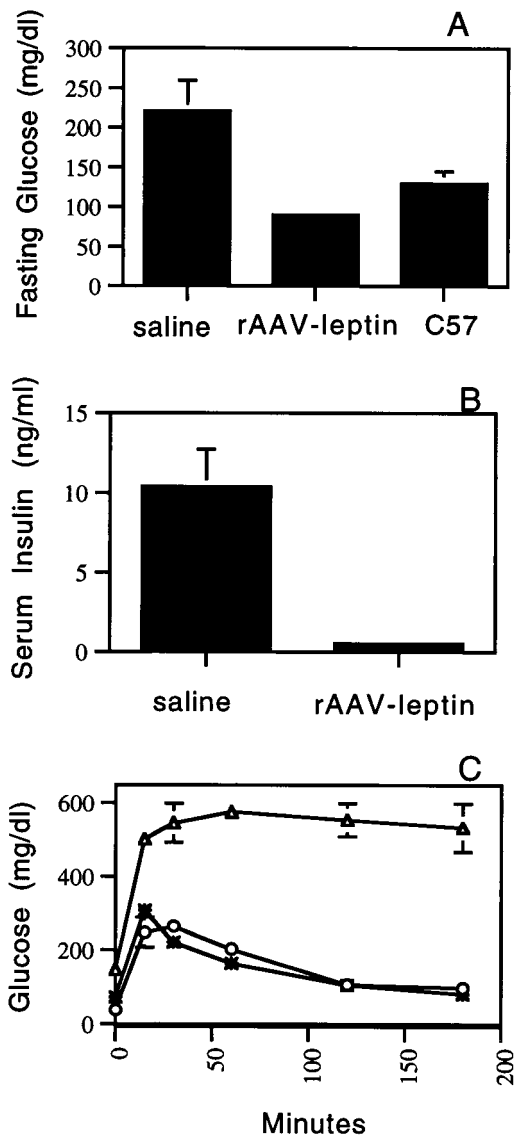 A
Fasting Glucose (mg/dl)
300
250
200
150
100
50
0
saline rAAV-leptin C57
B
Serum Insulin (ng/ml)
15
10
5
0
saline rAAV-leptin
C
Glucose (mg/dl)
600
400
200
0
0 50 100 150 200
Minutes